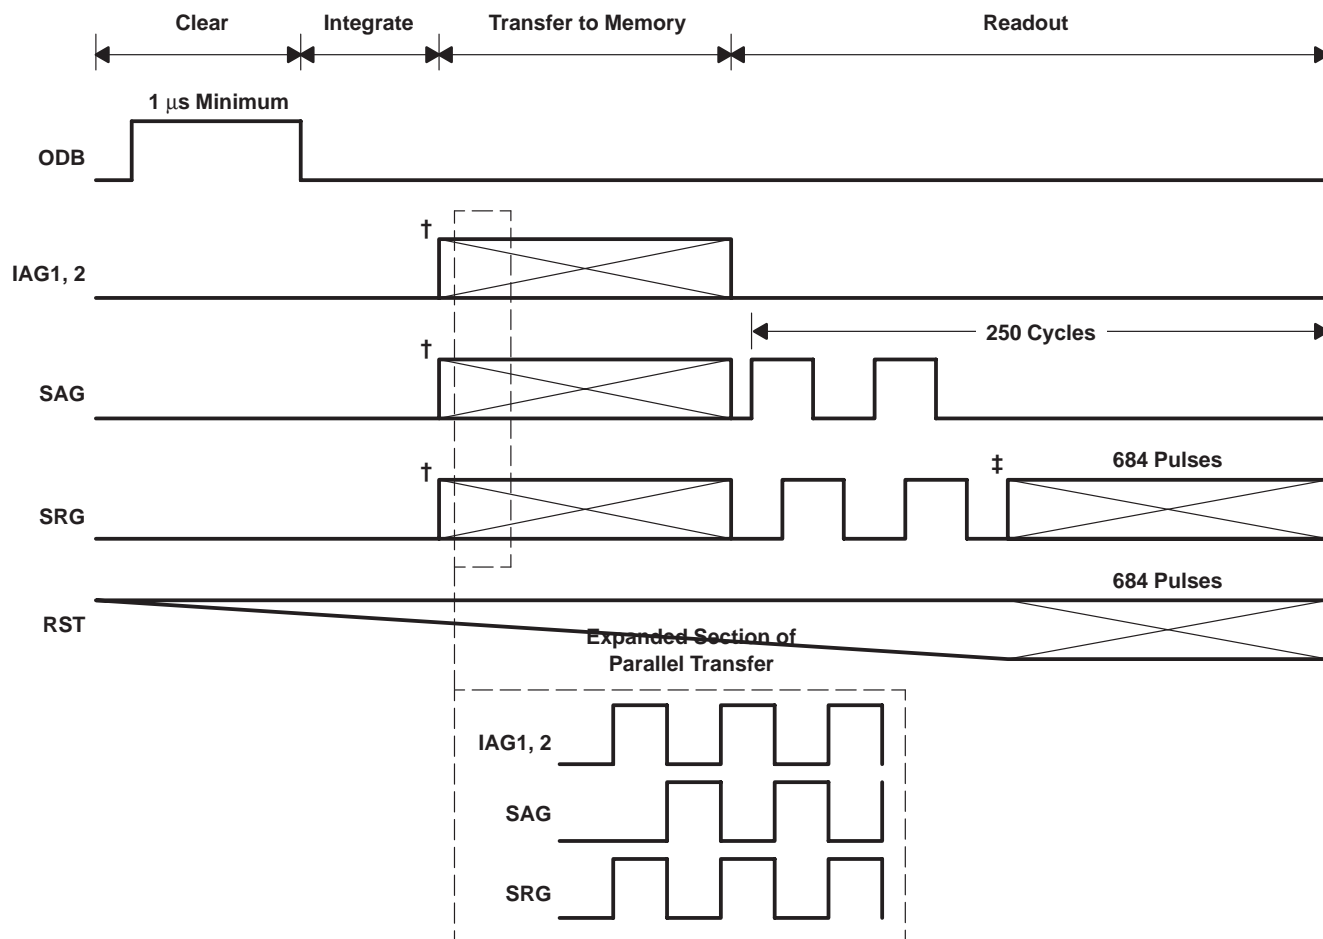 Clear Integrate Transfer to Memory Readout
1 μs Minimum
ODB
†
IAG1, 2
250 Cycles
†
SAG
‡ 684 Pulses
†
SRG
684 Pulses
RST
Expanded Section of
Parallel Transfer
IAG1, 2
SAG
SRG